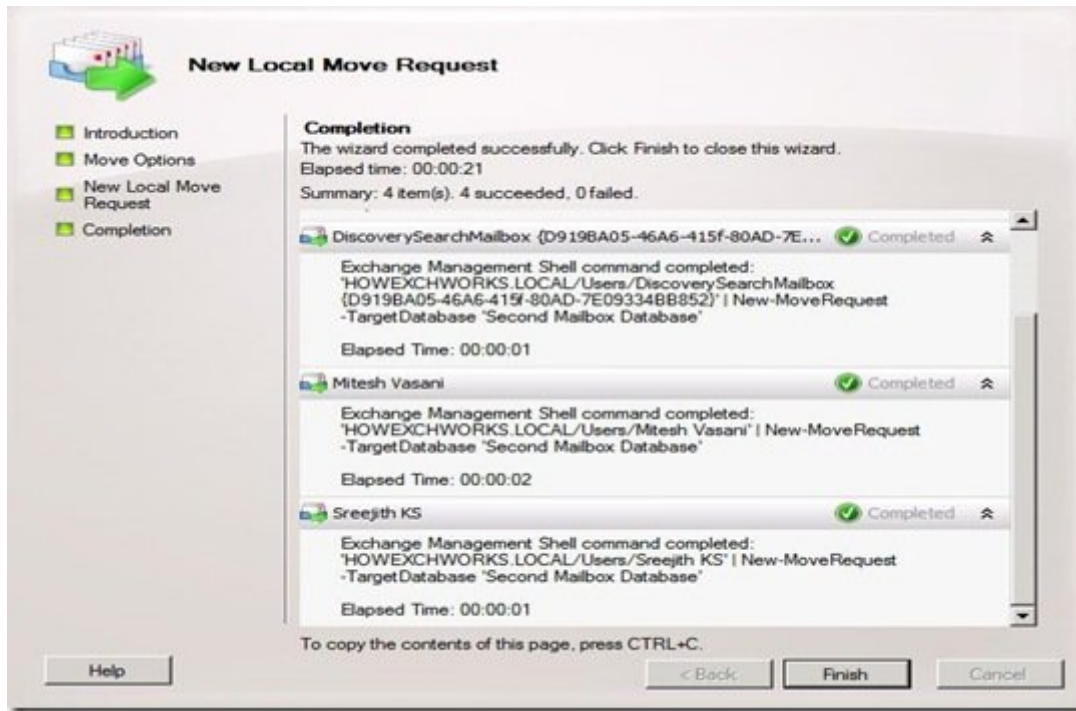 New Local Move Request
Introduction
Move Options
New Local Move
Request
Completion
Completion
The wizard completed successfully. Click Finish to close this wizard.
Elapsed time: 00:00:21
Summary: 4 item(s). 4 succeeded, 0 failed.
DiscoverySearchMailbox {D919BA05-46A6-415f-80AD-7E... Completed
Exchange Management Shell command completed:
'HOWEXCHWORKS.LOCAL/Users/DiscoverySearchMailbox
{D919BA05-46A6-415f-80AD-7E09334BB852}' | New-MoveRequest
-TargetDatabase 'Second Mailbox Database'
Elapsed Time: 00:00:01
Mitesh Vasani Completed
Exchange Management Shell command completed:
'HOWEXCHWORKS.LOCAL/Users/Mitesh Vasani' | New-MoveRequest
-TargetDatabase 'Second Mailbox Database'
Elapsed Time: 00:00:02
Sreejith KS Completed
Exchange Management Shell command completed:
'HOWEXCHWORKS.LOCAL/Users/Sreejith KS' | New-MoveRequest
-TargetDatabase 'Second Mailbox Database'
Elapsed Time: 00:00:01
To copy the contents of this page, press CTRL+C.
Help
< Back
Finish
Cancel